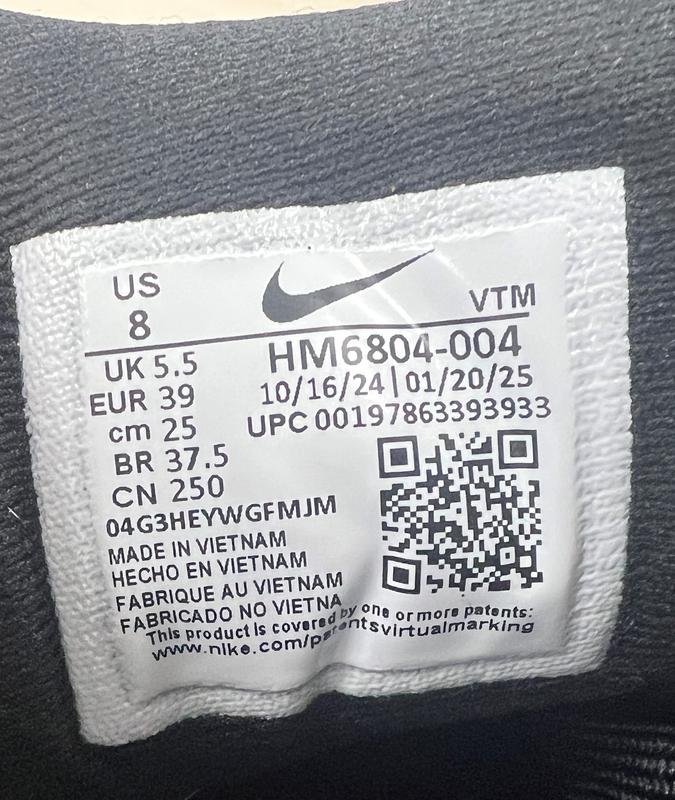 US
8
VTM
UK 5.5
EUR 39
cm 25
BR 37.5
CN 250
HM6804-004
10/16/24|01/20/25
UPC 00197863393933
04G3HEYWGFMJM
MADE IN VIETNAM
HECHO EN VIETNAM
FABRIQUE AU VIETNAM
FABRICADO NO VIETNA
This product is covered by one or more patents:
www.nike.com/patentsvirtualmarking